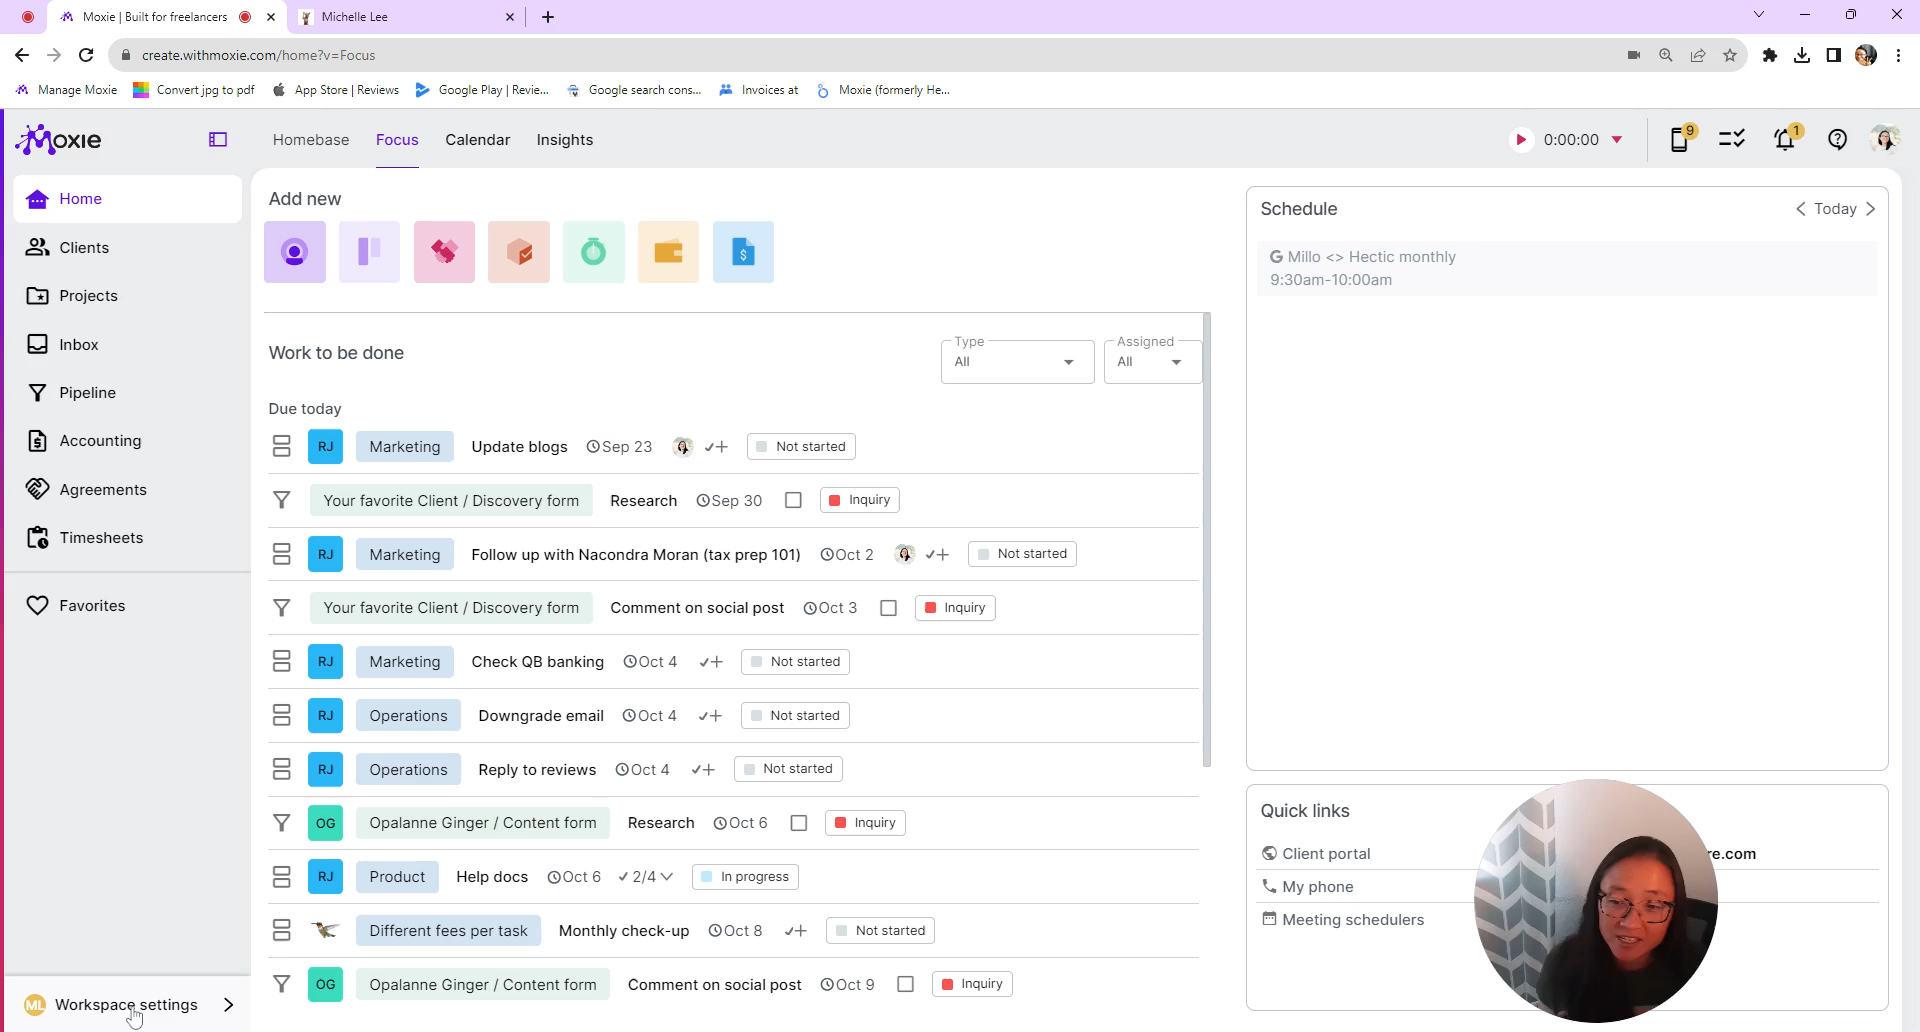 Moxie | Built for freelancers
Michelle Lee
create.withmoxie.com/home?v=Focus
Manage Moxie
Convert jpg to pdf
App Store | Reviews
Google Play | Revie...
Google search cons...
Invoices at
Moxie (formerly He...
Moxie
Homebase
Focus
Calendar
Insights
0:00:00
9
1
Home
Clients
Projects
Inbox
Pipeline
Accounting
Agreements
Timesheets
Favorites
ML Workspace settings
Add new
Work to be done
Type
All
Assigned
All
Due today
RJ Marketing Update blogs Sep 23 Not started
Your favorite Client / Discovery form Research Sep 30 Inquiry
RJ Marketing Follow up with Nacondra Moran (tax prep 101) Oct 2 Not started
Your favorite Client / Discovery form Comment on social post Oct 3 Inquiry
RJ Marketing Check QB banking Oct 4 Not started
RJ Operations Downgrade email Oct 4 Not started
RJ Operations Reply to reviews Oct 4 Not started
OG Opalanne Ginger / Content form Research Oct 6 Inquiry
RJ Product Help docs Oct 6 2/4 In progress
Different fees per task Monthly check-up Oct 8 Not started
OG Opalanne Ginger / Content form Comment on social post Oct 9 Inquiry
Schedule
Today
G Millo <> Hectic monthly
9:30am-10:00am
Quick links
Client portal re.com
My phone
Meeting schedulers